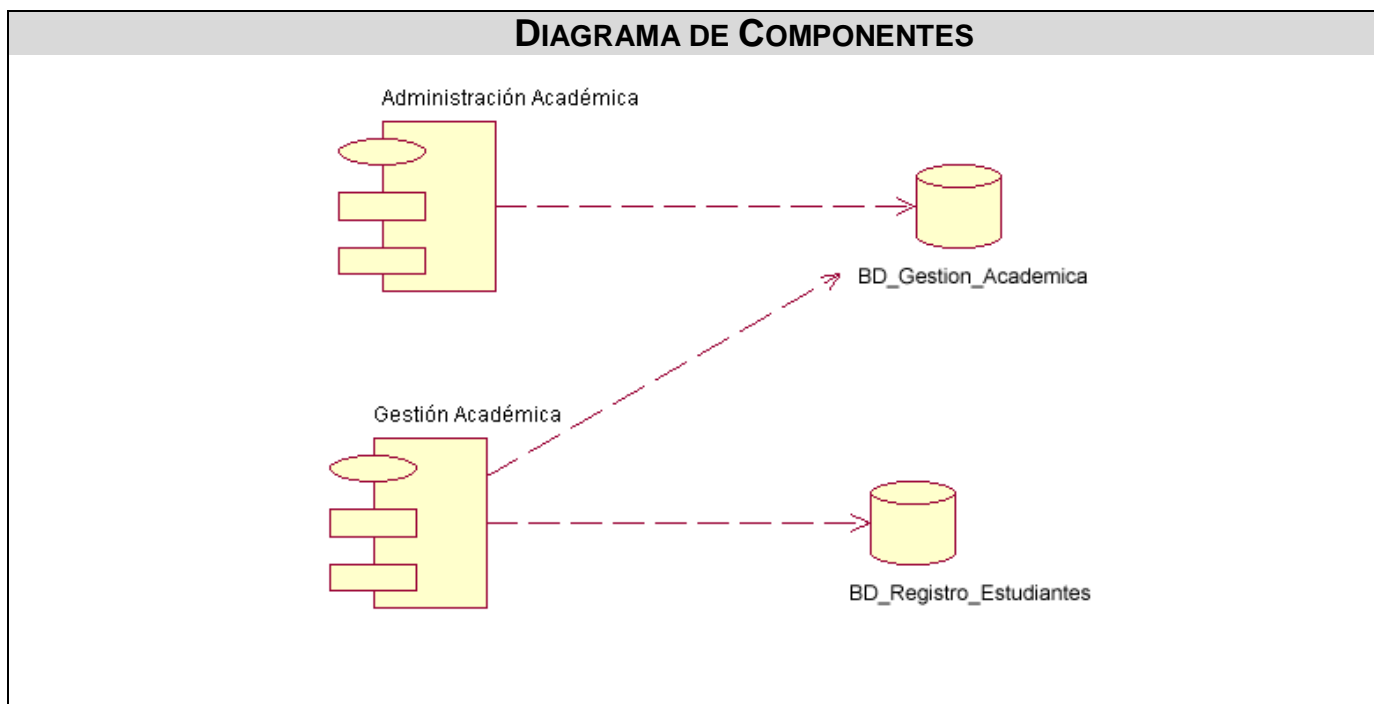 DIAGRAMA DE COMPONENTES
Administración Académica
BD_Gestion_Academica
Gestión Académica
BD_Registro_Estudiantes